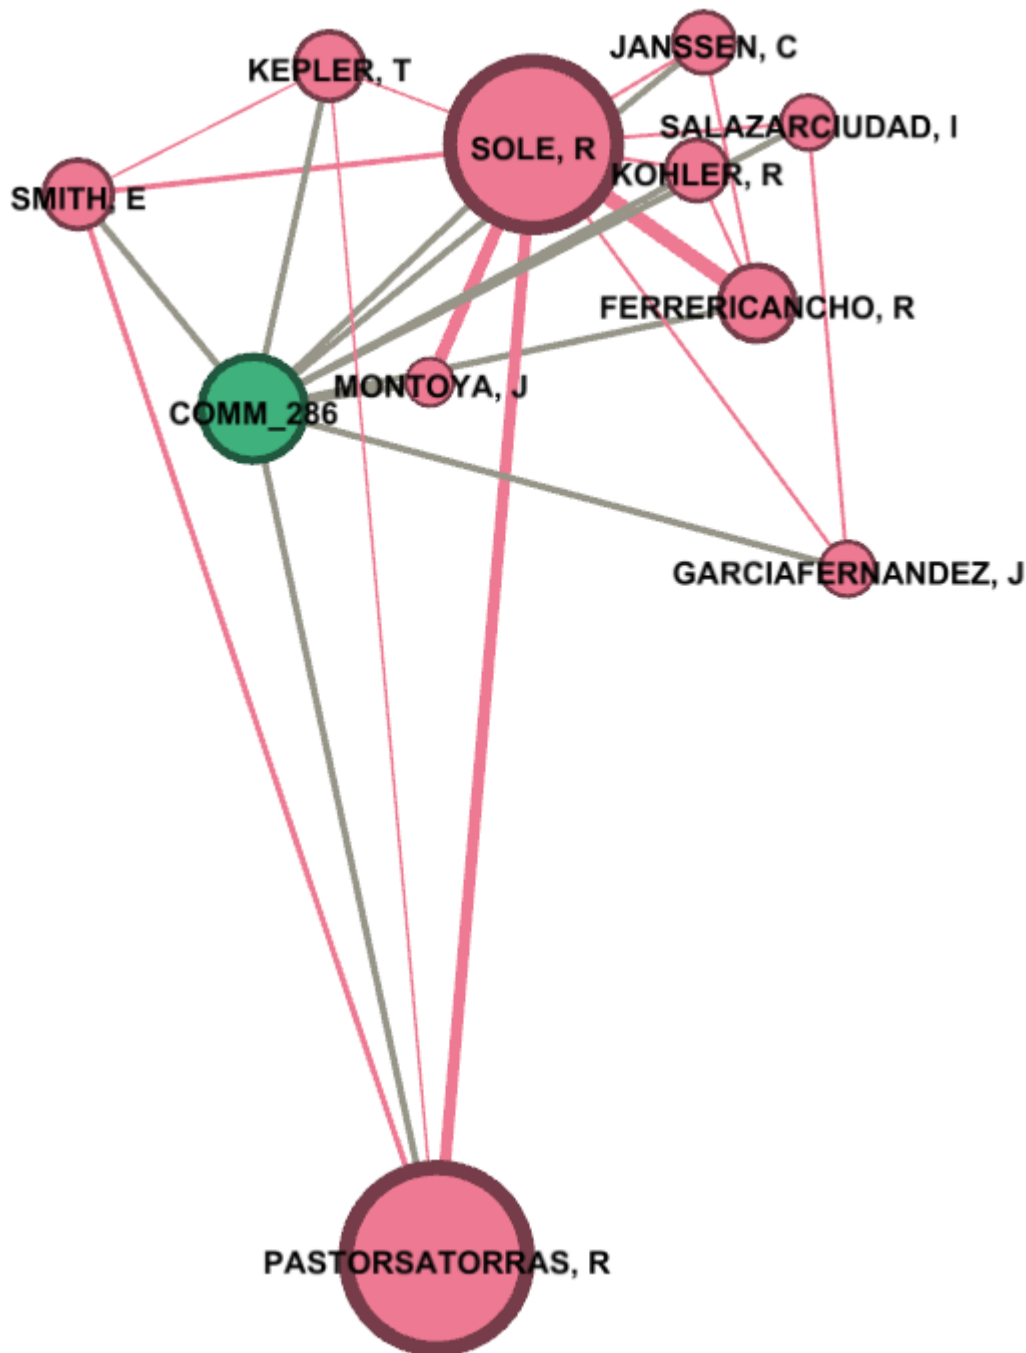 JANSSEN, C
KEPLER, T
SALAZARCIUDAD, I
SOLE, R
KOHLER, R
SMITH, E
FERRERICANCHO, R
MONTOYA, J
COMM_286
GARCIAFERNANDEZ, J
PASTORSATORRAS, R